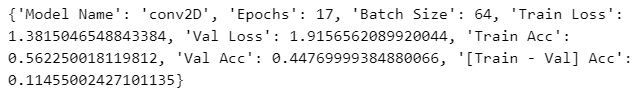 {'Model Name': 'conv2D', 'Epochs': 17, 'Batch Size': 64, 'Train Loss':
1.3815046548843384, 'Val Loss': 1.9156562089920044, 'Train Acc':
0.562250018119812, 'Val Acc': 0.44769999384880066, '[Train - Val] Acc':
0.11455002427101135}